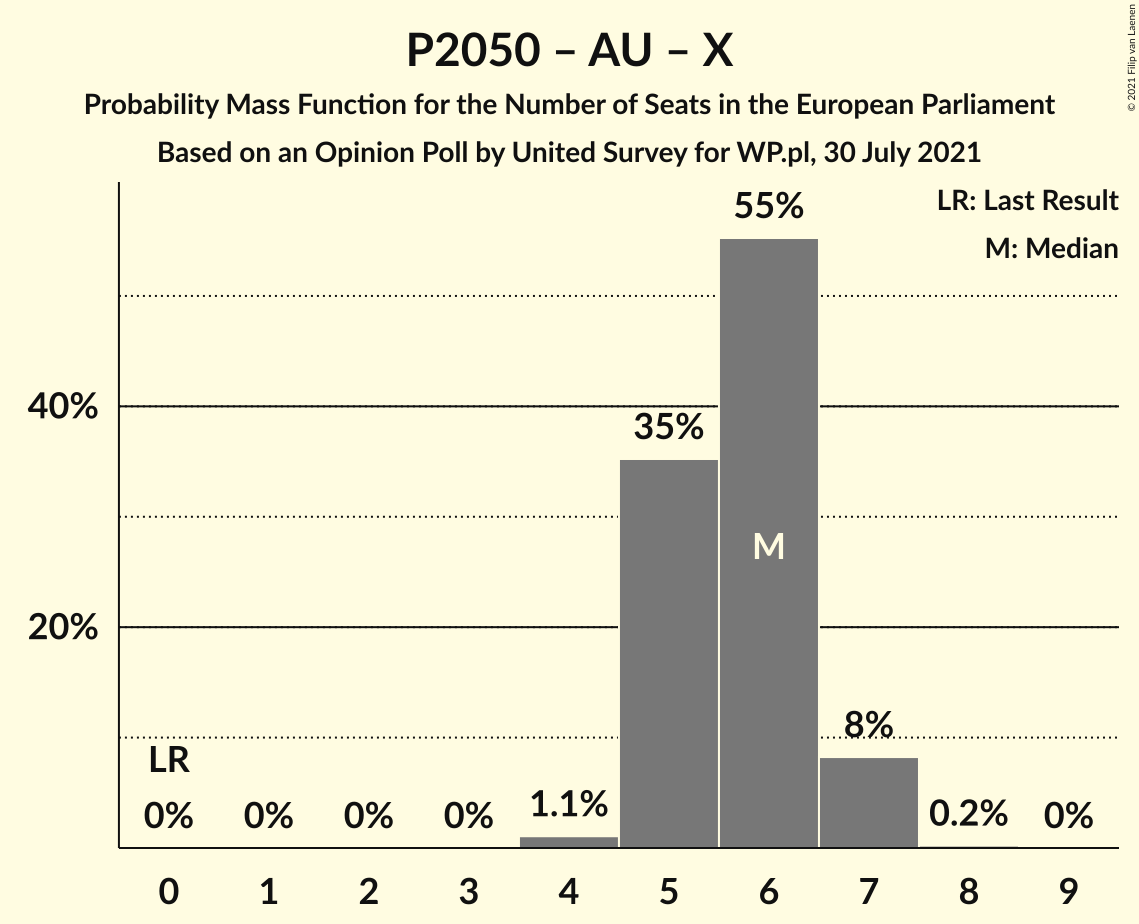 P2050 – AU – X
Probability Mass Function for the Number of Seats in the European Parliament
Based on an Opinion Poll by United Survey for WP.pl, 30 July 2021
© 2021 Filip van Laenen
LR: Last Result
M: Median
55%
40%
35%
M
20%
8%
LR
0% 0% 0% 0% 1.1% 0.2% 0%
0 1 2 3 4 5 6 7 8 9